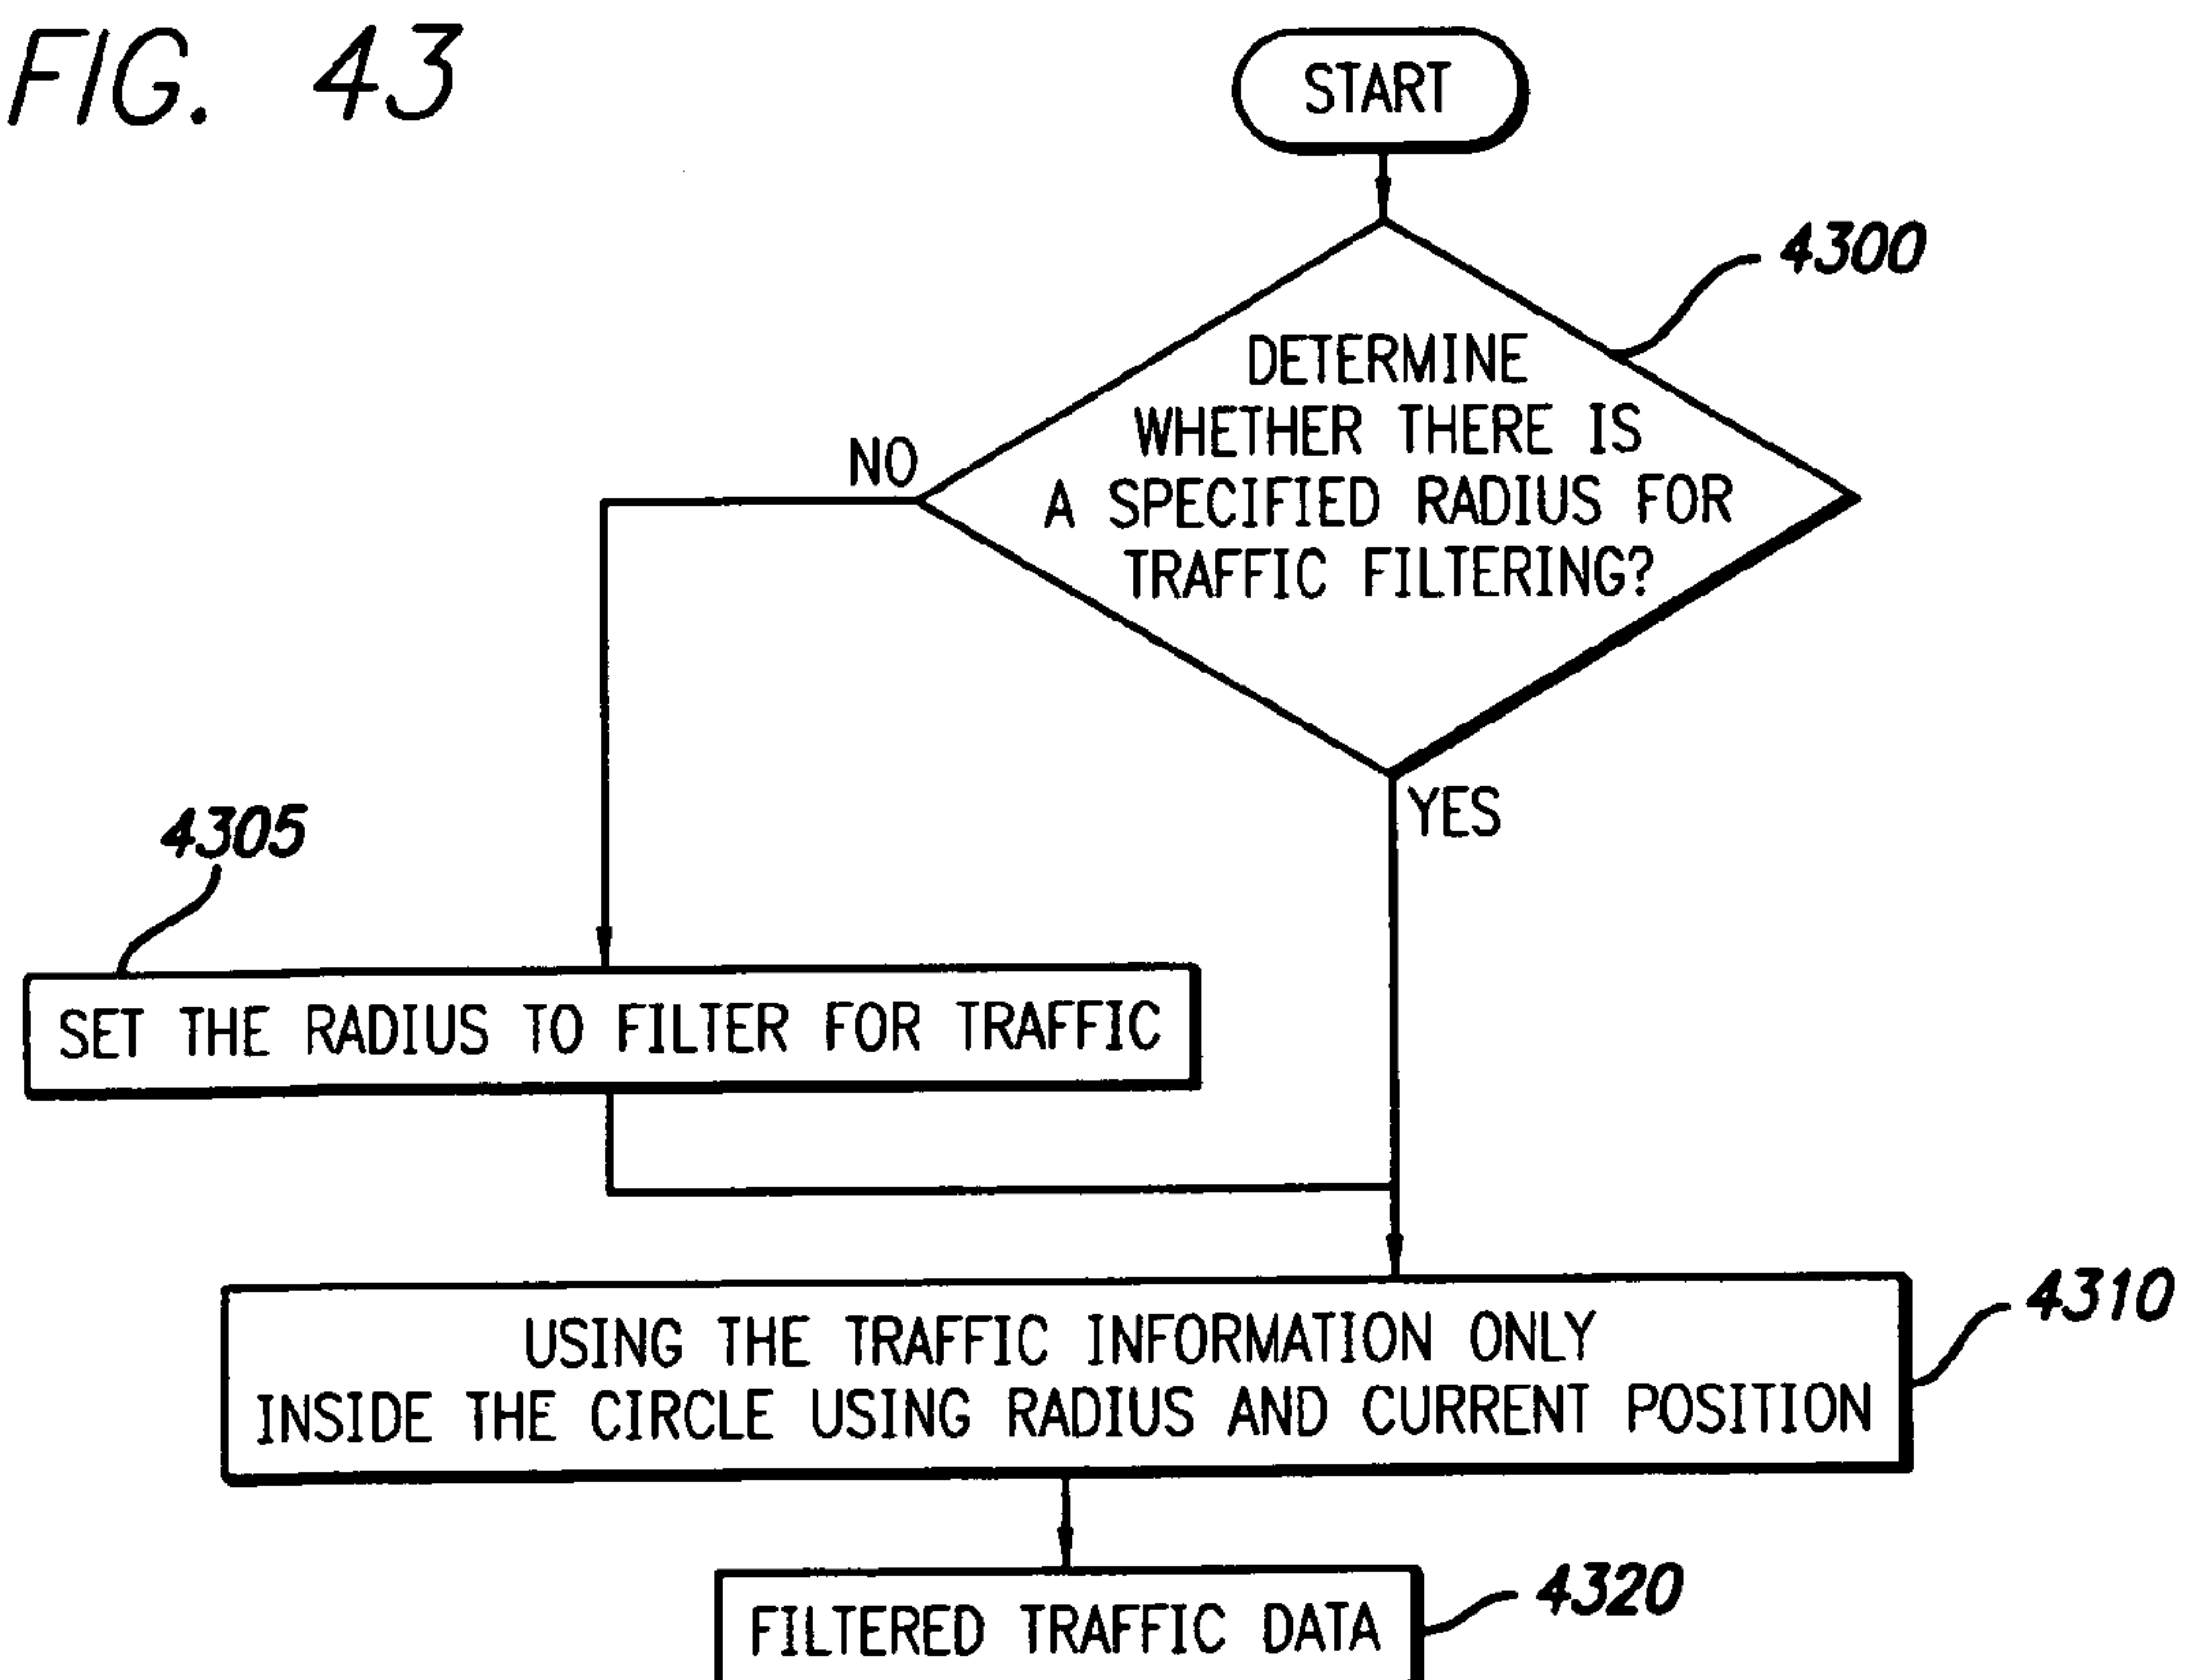 FIG. 43
START
4300
DETERMINE
WHETHER THERE IS
A SPECIFIED RADIUS FOR
TRAFFIC FILTERING?
NO
YES
4305
SET THE RADIUS TO FILTER FOR TRAFFIC
4310
USING THE TRAFFIC INFORMATION ONLY
INSIDE THE CIRCLE USING RADIUS AND CURRENT POSITION
4320
FILTERED TRAFFIC DATA